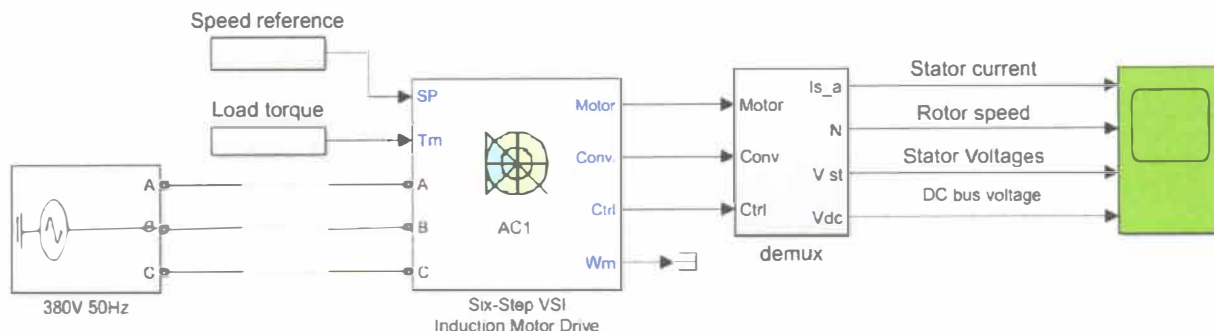 Speed reference
Load torque
SP
Tm
A
B
C
Motor
Conv.
Ctrl
Wm
AC1
Six-Step VSI
Induction Motor Drive
A
B
C
380V 50Hz
Motor
Conv
Ctrl
Is_a
N
V st
Vdc
demux
Stator current
Rotor speed
Stator Voltages
DC bus voltage